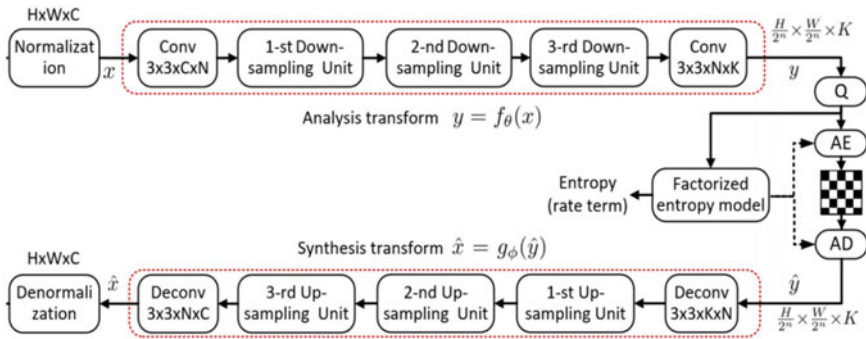 HxWxC
Normalizat
ion
x
Conv
3x3xCxN
1-st Down-
sampling Unit
2-nd Down-
sampling Unit
3-rd Down-
sampling Unit
Conv
3x3xNxK
H/2^n × W/2^n × K
y
Q
Analysis transform y = f_θ(x)
AE
Entropy
(rate term)
Factorized
entropy model
AD
Synthesis transform x̂ = g_ϕ(ŷ)
HxWxC
Denormali
zation
x̂
Deconv
3x3xNxC
3-rd Up-
sampling Unit
2-nd Up-
sampling Unit
1-st Up-
sampling Unit
Deconv
3x3xKxN
ŷ
H/2^n × W/2^n × K